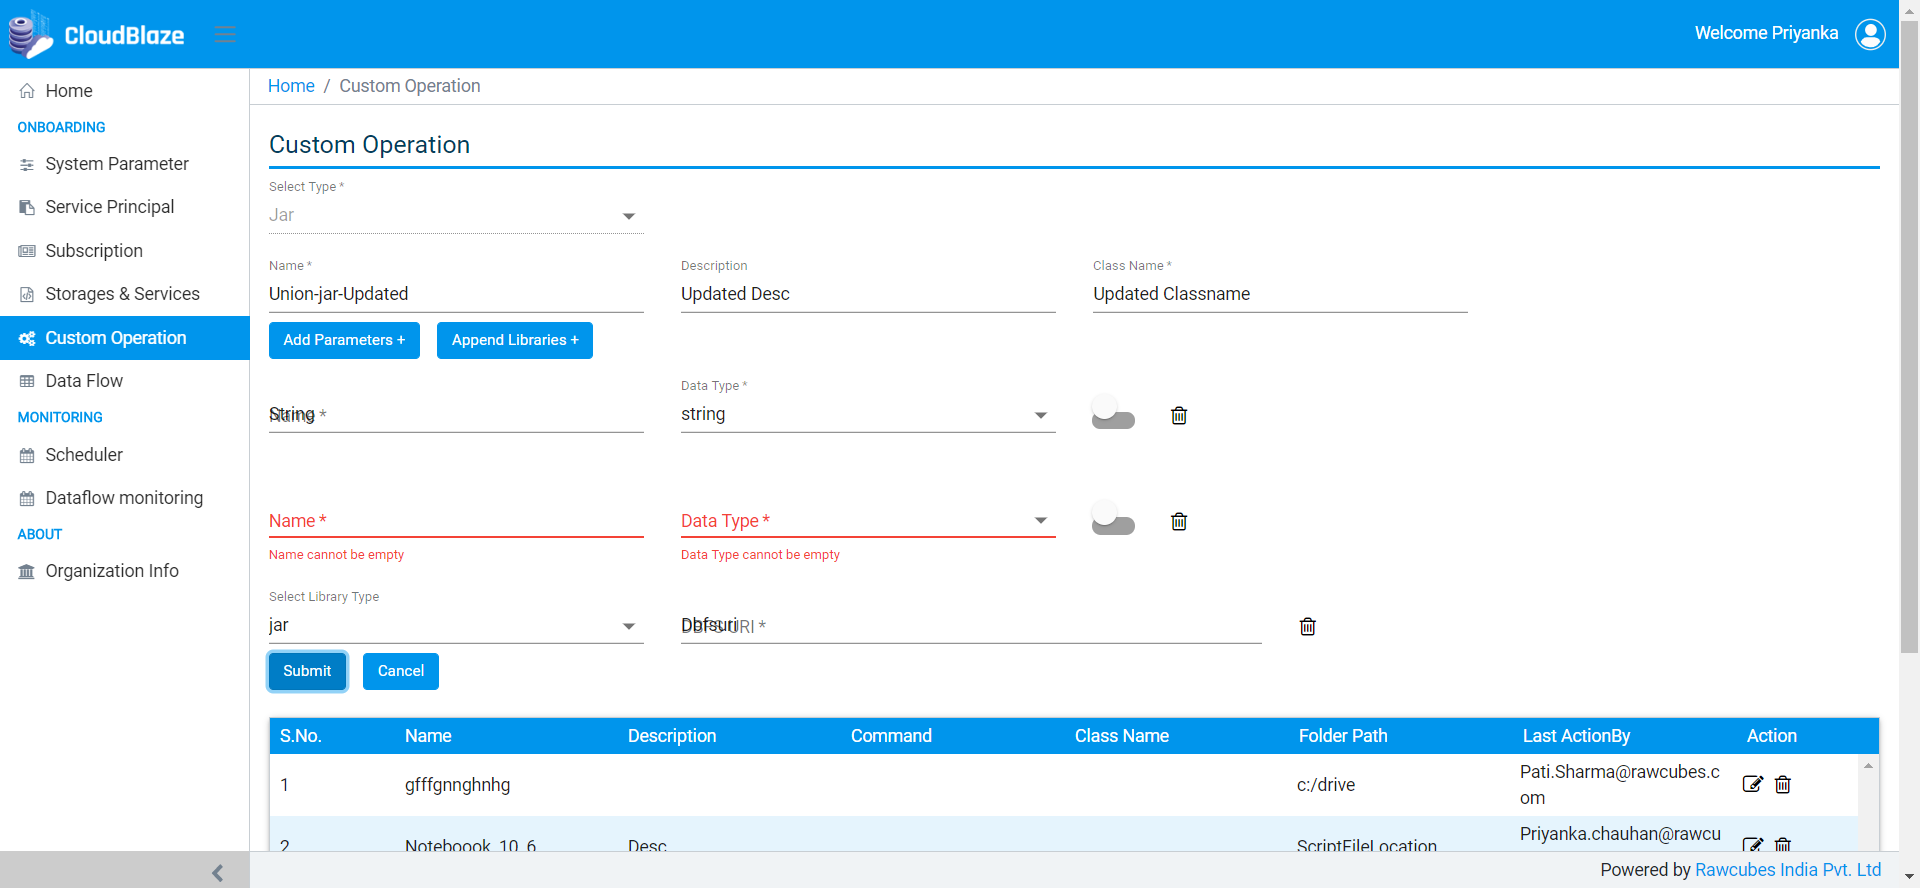 CloudBlaze
Welcome Priyanka
Home
ONBOARDING
System Parameter
Service Principal
Subscription
Storages & Services
Custom Operation
Data Flow
MONITORING
Scheduler
Dataflow monitoring
ABOUT
Organization Info
Home / Custom Operation
Custom Operation
Select Type *
Jar
Name * Description Class Name *
Union-jar-Updated Updated Desc Updated Classname
Add Parameters + Append Libraries +
Data Type *
String Name * string
Name * Data Type *
Name cannot be empty Data Type cannot be empty
Select Library Type
jar Dbfsuri DBFS URI *
Submit Cancel
S.No. Name Description Command Class Name Folder Path Last ActionBy Action
1 gfffgnnghnhg c:/drive Pati.Sharma@rawcubes.c
om
2 Noteboook_10_6 Desc ScriptFileLocation Priyanka.chauhan@rawcu
Powered by Rawcubes India Pvt. Ltd